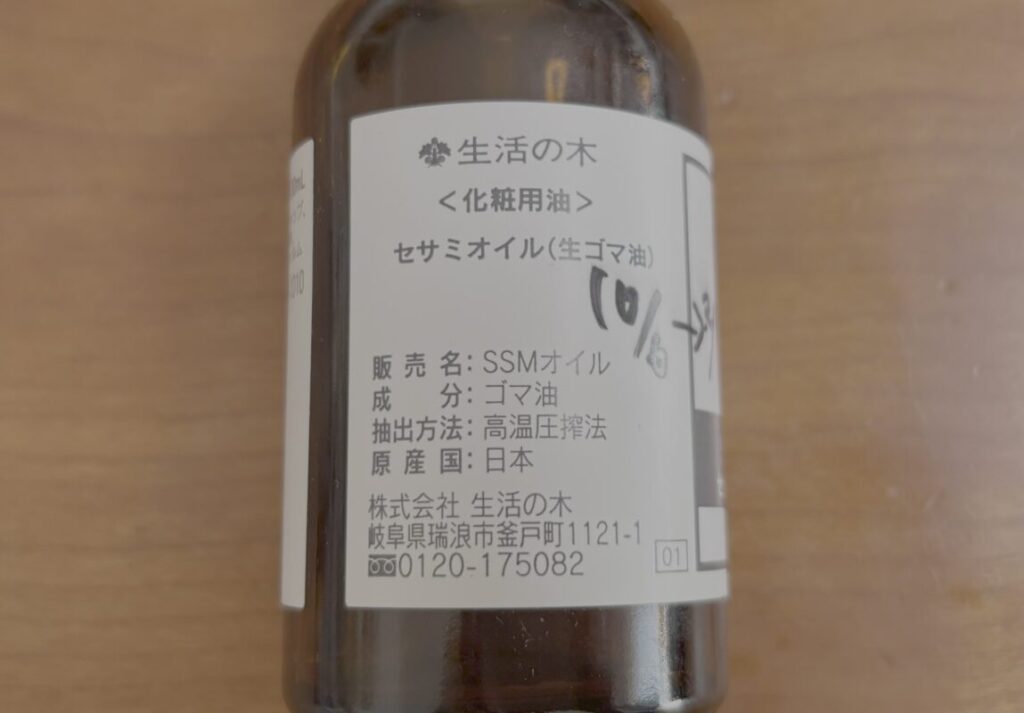 生活の木
<化粧用油>
セサミオイル(生ゴマ油)
販売名:SSMオイル
成分:ゴマ油
抽出方法:高温圧搾法
原産国:日本
株式会社 生活の木
岐阜県瑞浪市釜戸町1121-1
0120-175082
01